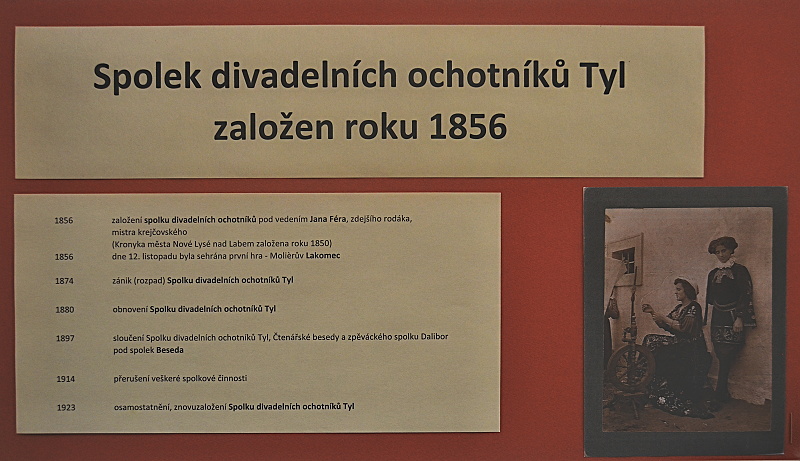 Spolek divadelních ochotníků Tyl
založen roku 1856
1856 založení spolku divadelních ochotníků pod vedením Jana Féra, zdejšího rodáka,
mistra krejčovského
(Kronyka města Nové Lysé nad Labem založena roku 1850)
1856 dne 12. listopadu byla sehrána první hra - Molièrův Lakomec
1874 zánik (rozpad) Spolku divadelních ochotníků Tyl
1880 obnovení Spolku divadelních ochotníků Tyl
1897 sloučení Spolku divadelních ochotníků Tyl, Čtenářské besedy a zpěváckého spolku Dalibor
pod spolek Beseda
1914 přerušení veškeré spolkové činnosti
1923 osamostatnění, znovuzaložení Spolku divadelních ochotníků Tyl